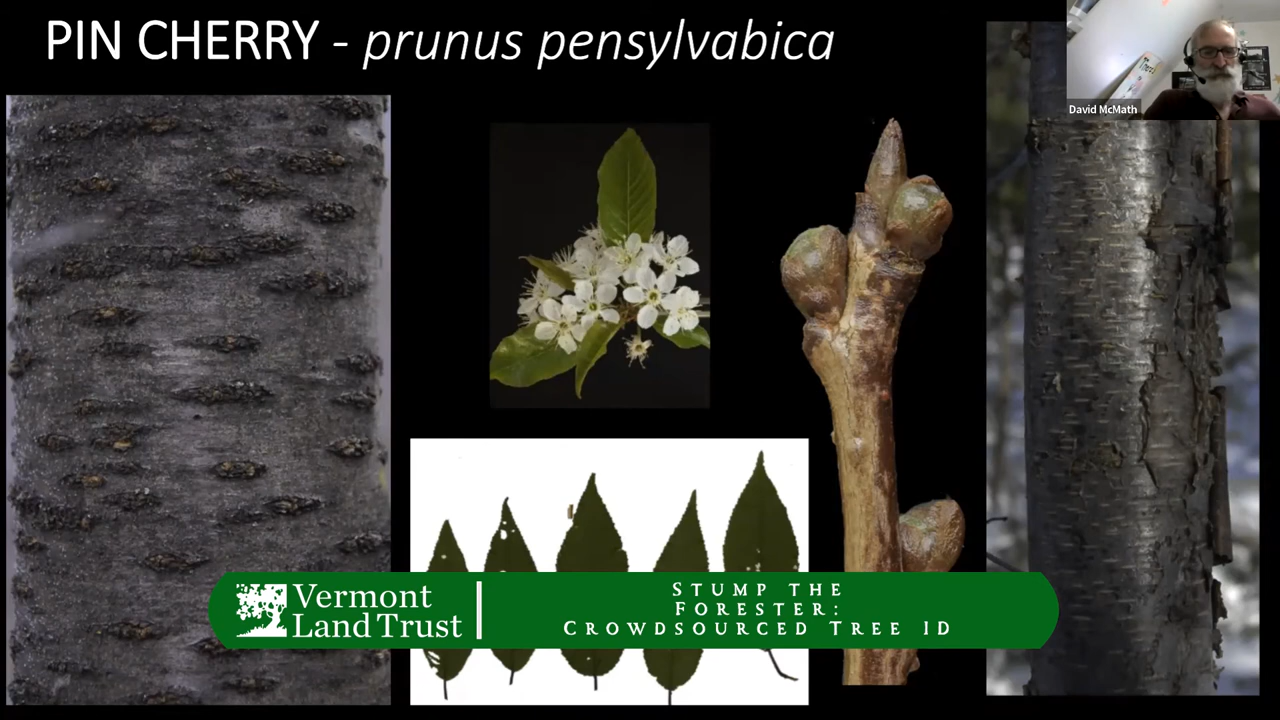 PIN CHERRY - prunus pensylvabica
David McMath
Vermont
Land Trust
STUMP THE
FORESTER:
CROWDSOURCED TREE ID